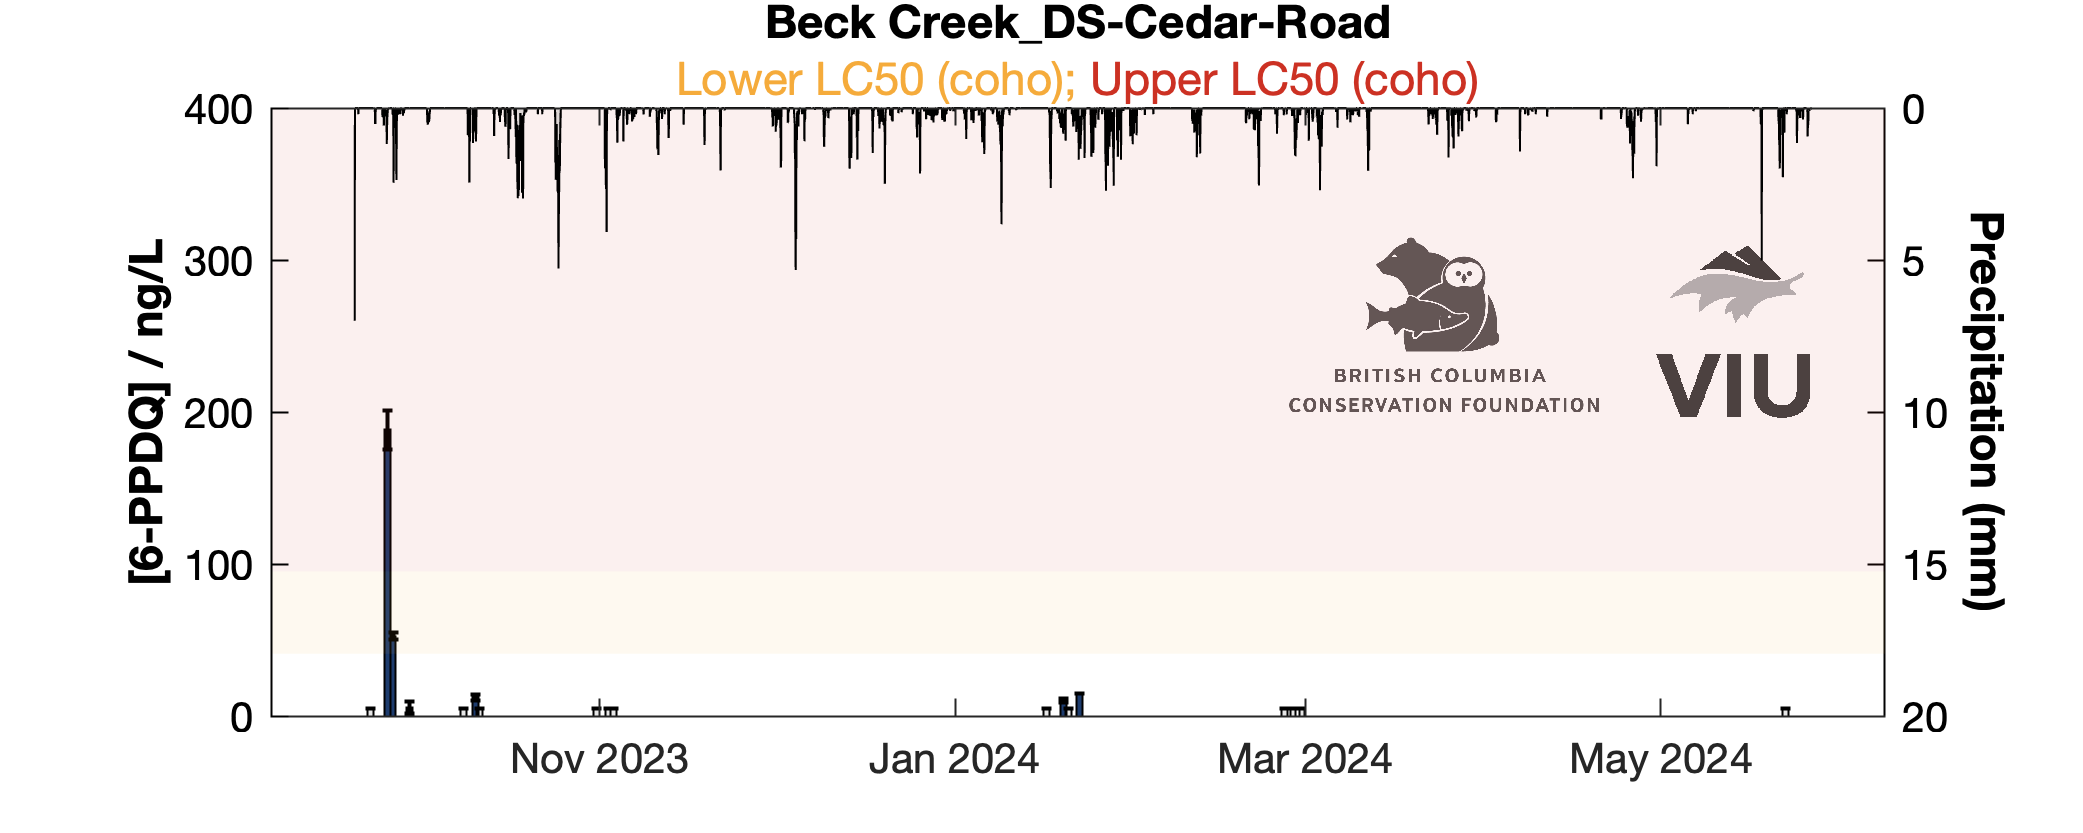 Beck Creek_DS-Cedar-Road
Lower LC50 (coho); Upper LC50 (coho)
[6-PPDQ] / ng/L
400
300
200
100
0
0
5
10
15
20
Precipitation (mm)
BRITISH COLUMBIA
CONSERVATION FOUNDATION
VIU
Nov 2023
Jan 2024
Mar 2024
May 2024